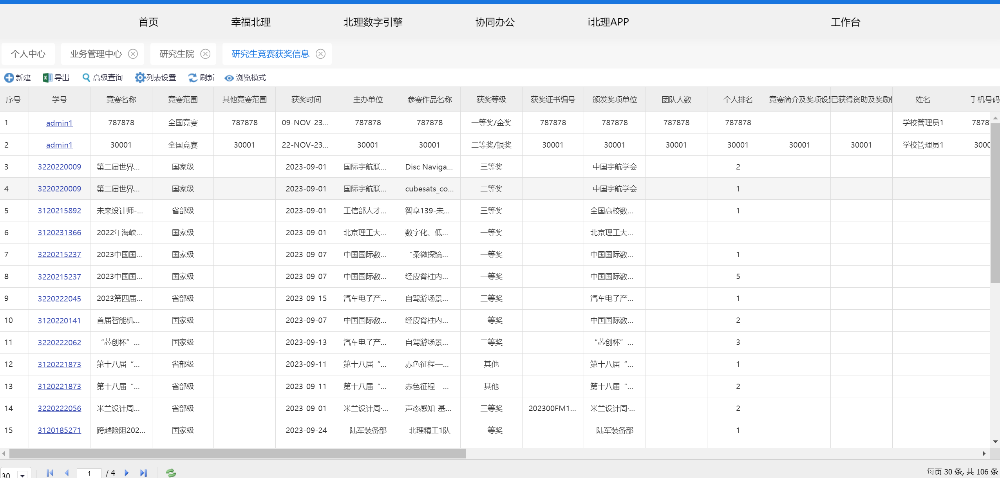 首页 幸福北理 北理数字引擎 协同办公 i北理APP 工作台
个人中心 业务管理中心 研究生院 研究生竞赛获奖信息
新建 导出 高级查询 列表设置 刷新 浏览模式
序号 学号 竞赛名称 竞赛范围 其他竞赛范围 获奖时间 主办单位 参赛作品名称 获奖等级 获奖证书编号 颁发奖项单位 团队人数 个人排名 竞赛简介及奖项设置 已获得资助及奖励 姓名 手机号码
1 admin1 787878 全国竞赛 787878 09-NOV-23... 787878 787878 一等奖/金奖 787878 787878 787878 787878 学校管理员1 7878
2 admin1 30001 全国竞赛 30001 22-NOV-23... 30001 30001 二等奖/银奖 30001 30001 30001 30001 30001 30001 学校管理员1 3000
3 3220220009 第二届世界... 国家级 2023-09-01 国际宇航联... Disc Naviga... 三等奖 中国宇航学会 2
4 3220220009 第二届世界... 国家级 2023-09-01 国际宇航联... cubesats_co... 二等奖 中国宇航学会 1
5 3120215892 未来设计师-... 省部级 2023-09-01 工信部人才... 智享139-未... 三等奖 全国高校数... 1
6 3120231366 2022年海峡... 国家级 2023-09-01 北京理工大... 数字化、低... 一等奖 北京理工大...
7 3220215237 2023中国国... 国家级 2023-09-07 中国国际数... “柔微探镜... 一等奖 中国国际数... 1
8 3220215237 2023中国国... 国家级 2023-09-07 中国国际数... 经皮脊柱内... 一等奖 中国国际数... 5
9 3220222045 2023第四届... 省部级 2023-09-15 汽车电子产... 自驾游场景... 三等奖 汽车电子产... 1
10 3120220141 首届智能机... 国家级 2023-09-07 中国国际数... 经皮脊柱内... 一等奖 中国国际数... 2
11 3220222062 “芯创杯”... 国家级 2023-09-13 汽车电子产... 自驾游场景... 三等奖 “芯创杯”... 3
12 3120221873 第十八届“... 省部级 2023-09-11 第十八届“... 赤色征程—... 其他 第十八届“... 1
13 3120221873 第十八届“... 省部级 2023-09-11 第十八届“... 赤色征程—... 其他 第十八届“... 2
14 3220222056 米兰设计周... 省部级 2023-09-01 米兰设计周·... 声态感知-基... 三等奖 202300FM1... 米兰设计周·... 2
15 3120185271 跨越险阻202... 国家级 2023-09-24 陆军装备部 北理精工1队 一等奖 陆军装备部 1
30 1 / 4 每页 30 条, 共 106 条